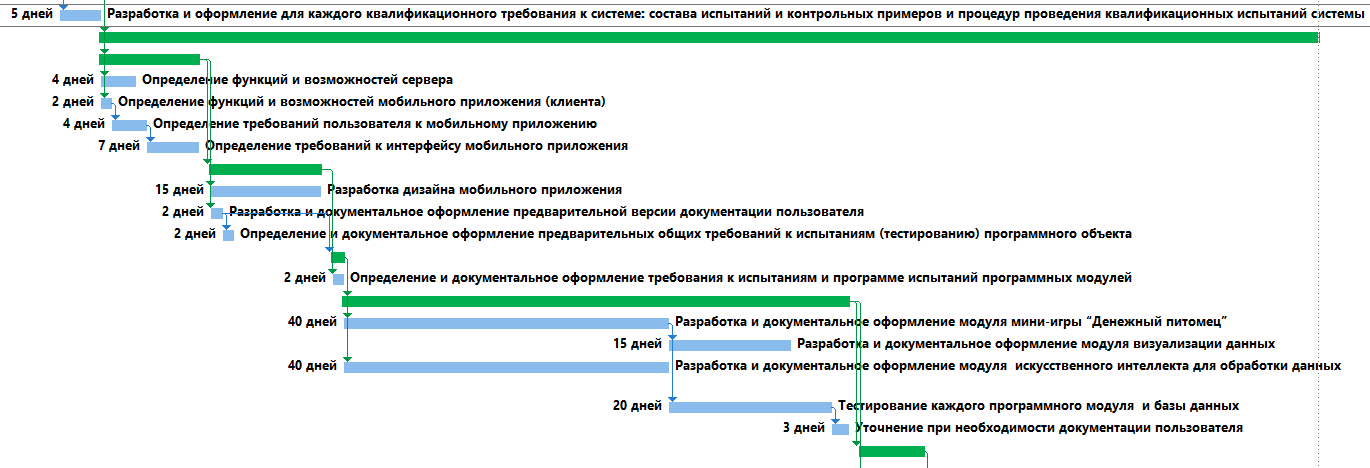 5 дней Разработка и оформление для каждого квалификационного требования к системе: состава испытаний и контрольных примеров и процедур проведения квалификационных испытаний системы
4 дней Определение функций и возможностей сервера
2 дней Определение функций и возможностей мобильного приложения (клиента)
4 дней Определение требований пользователя к мобильному приложению
7 дней Определение требований к интерфейсу мобильного приложения
15 дней Разработка дизайна мобильного приложения
2 дней Разработка и документальное оформление предварительной версии документации пользователя
2 дней Определение и документальное оформление предварительных общих требований к испытаниям (тестированию) программного объекта
2 дней Определение и документальное оформление требования к испытаниям и программе испытаний программных модулей
40 дней Разработка и документальное оформление модуля мини-игры “Денежный питомец”
15 дней Разработка и документальное оформление модуля визуализации данных
40 дней Разработка и документальное оформление модуля искусственного интеллекта для обработки данных
20 дней Тестирование каждого программного модуля и базы данных
3 дней Уточнение при необходимости документации пользователя